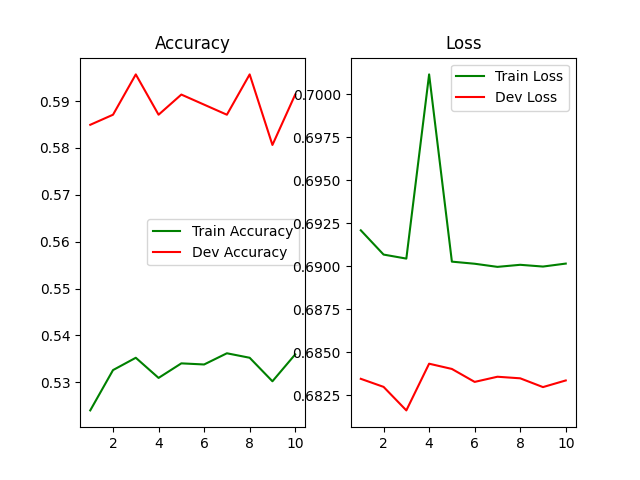 Accuracy
0.59
0.58
0.57
0.56
0.55
0.54
0.53
2 4 6 8 10
Train Accuracy
Dev Accuracy
Loss
0.7000
0.6975
0.6950
0.6925
0.6900
0.6875
0.6850
0.6825
2 4 6 8 10
Train Loss
Dev Loss